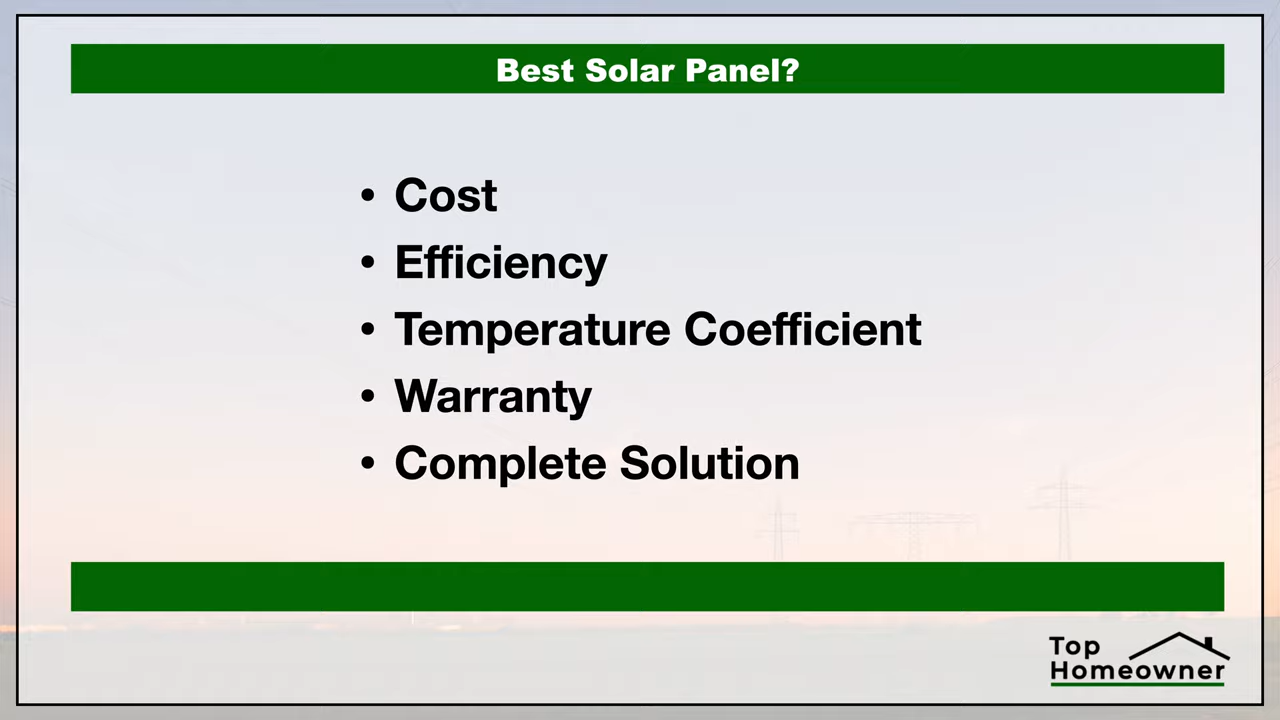 Best Solar Panel?
• Cost
• Efficiency
• Temperature Coefficient
• Warranty
• Complete Solution
Top
Homeowner